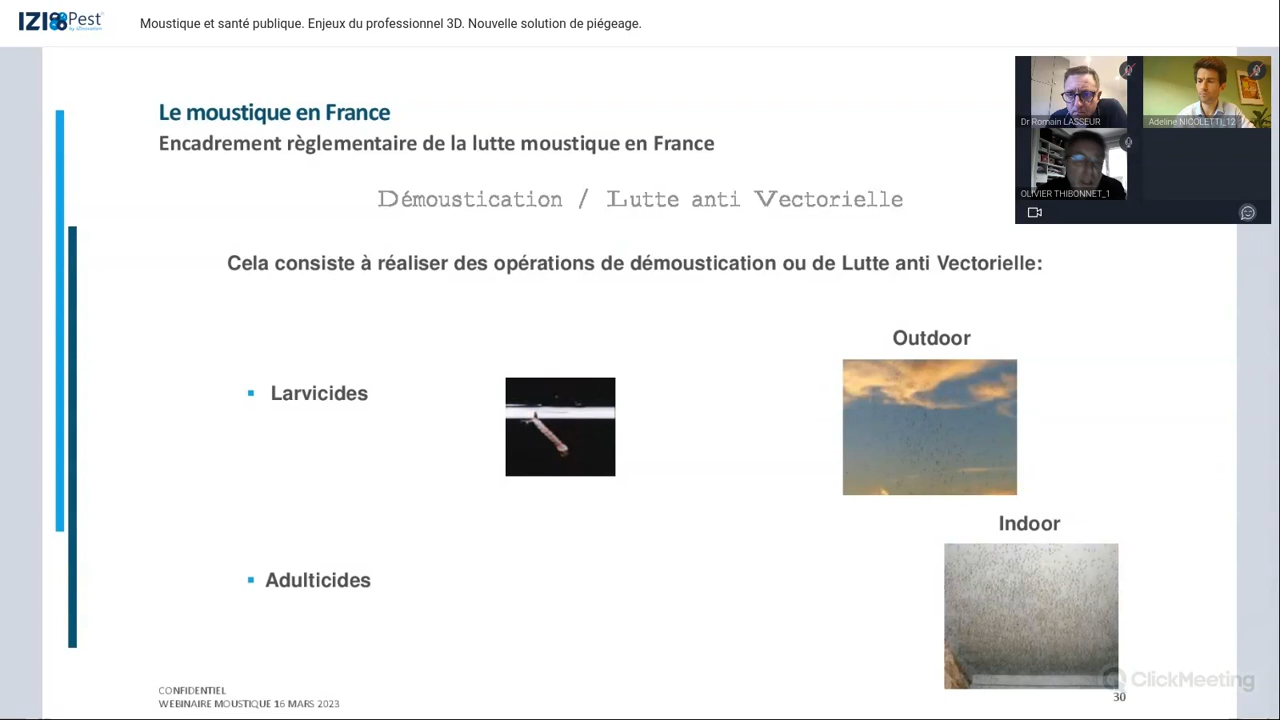 IZI Pest
by IZInovation
Moustique et santé publique. Enjeux du professionnel 3D. Nouvelle solution de piégeage.
Dr Romain LASSEUR
Adeline NICOLETTI_12
OLIVIER THIBONNET_1
Le moustique en France
Encadrement règlementaire de la lutte moustique en France
Démoustication / Lutte anti Vectorielle
Cela consiste à réaliser des opérations de démoustication ou de Lutte anti Vectorielle:
Outdoor
▪ Larvicides
Indoor
▪ Adulticides
CONFIDENTIEL
WEBINAIRE MOUSTIQUE 16 MARS 2023
ClickMeeting
30